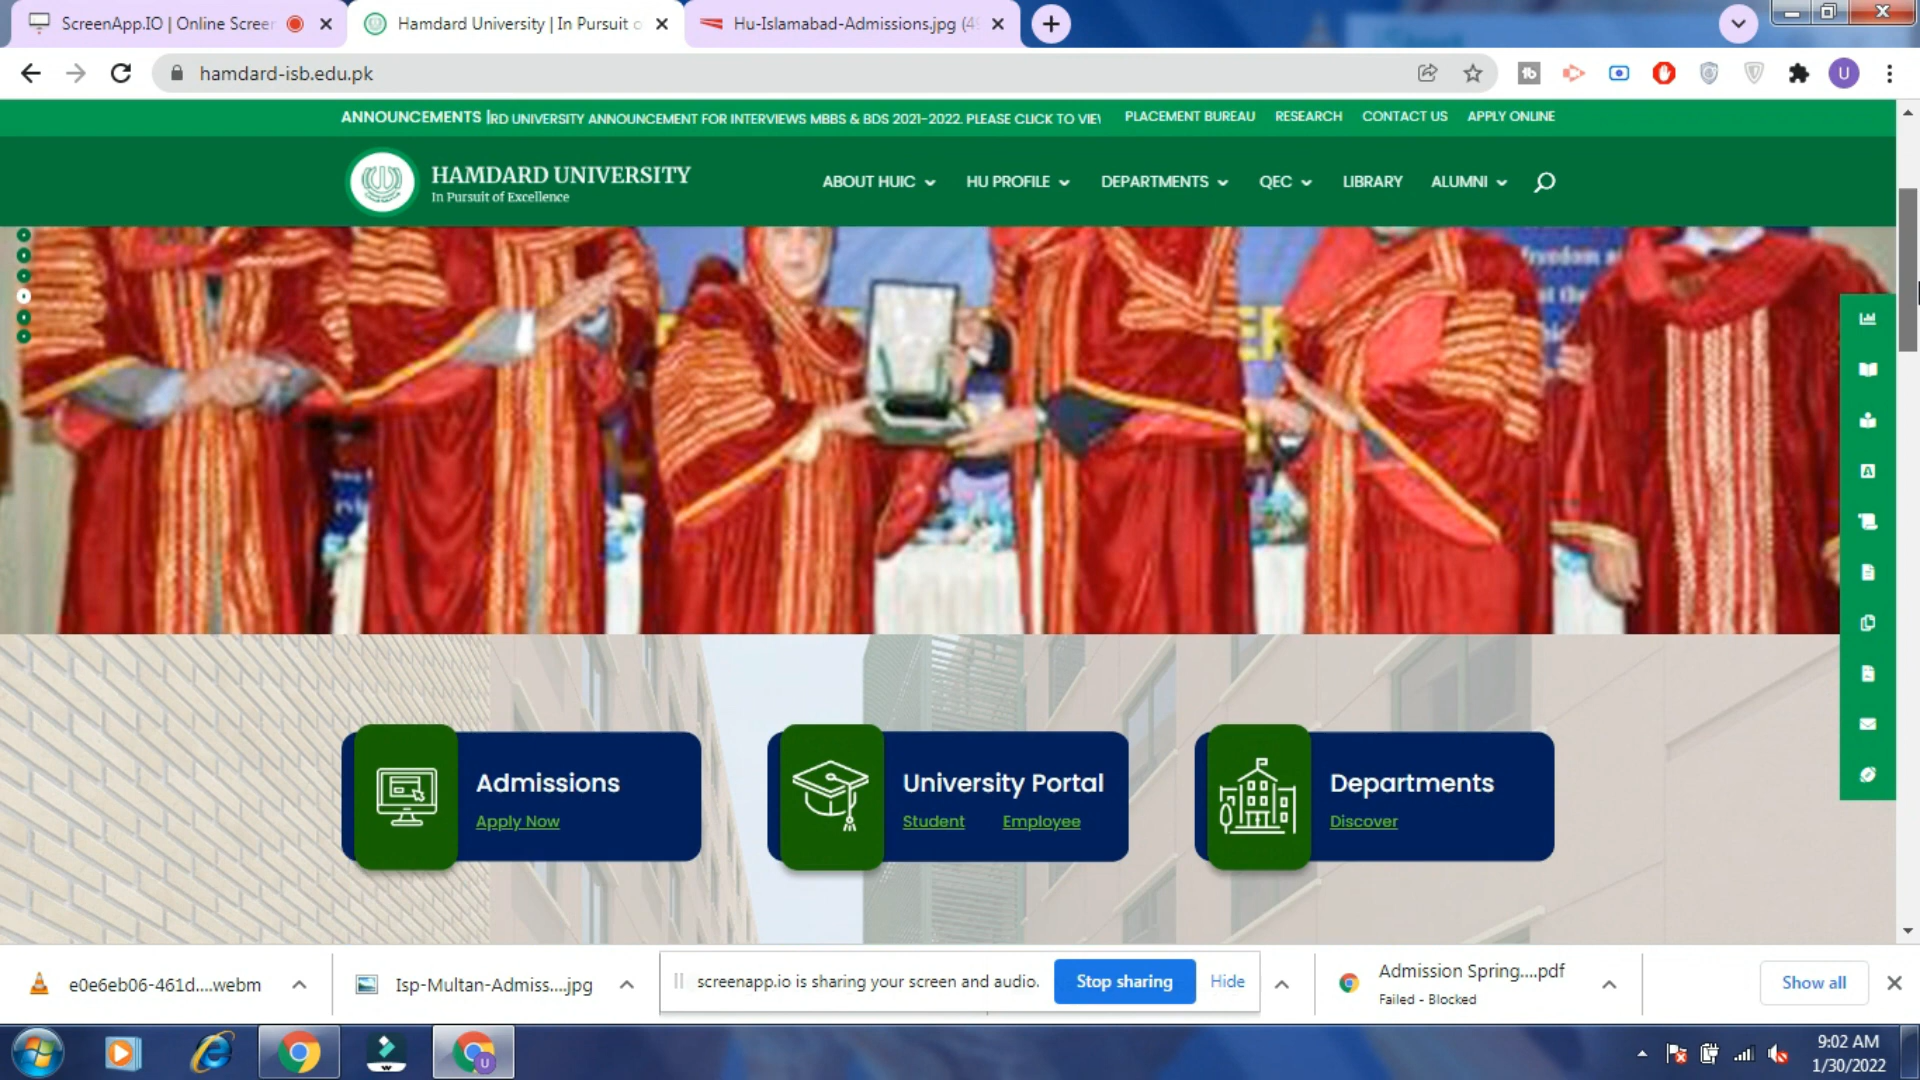 ScreenApp.IO | Online Screen
Hamdard University | In Pursuit o
Hu-Islamabad-Admissions.jpg (4
hamdard-isb.edu.pk
U
ANNOUNCEMENTS |RD UNIVERSITY ANNOUNCEMENT FOR INTERVIEWS MBBS & BDS 2021-2022. PLEASE CLICK TO VIE
PLACEMENT BUREAU RESEARCH CONTACT US APPLY ONLINE
HAMDARD UNIVERSITY
In Pursuit of Excellence
ABOUT HUIC HU PROFILE DEPARTMENTS QEC LIBRARY ALUMNI
Admissions
Apply Now
University Portal
Student Employee
Departments
Discover
e0e6eb06-461d....webm
Isp-Multan-Admiss....jpg
screenapp.io is sharing your screen and audio.
Stop sharing
Hide
Admission Spring....pdf
Failed - Blocked
Show all
9:02 AM
1/30/2022